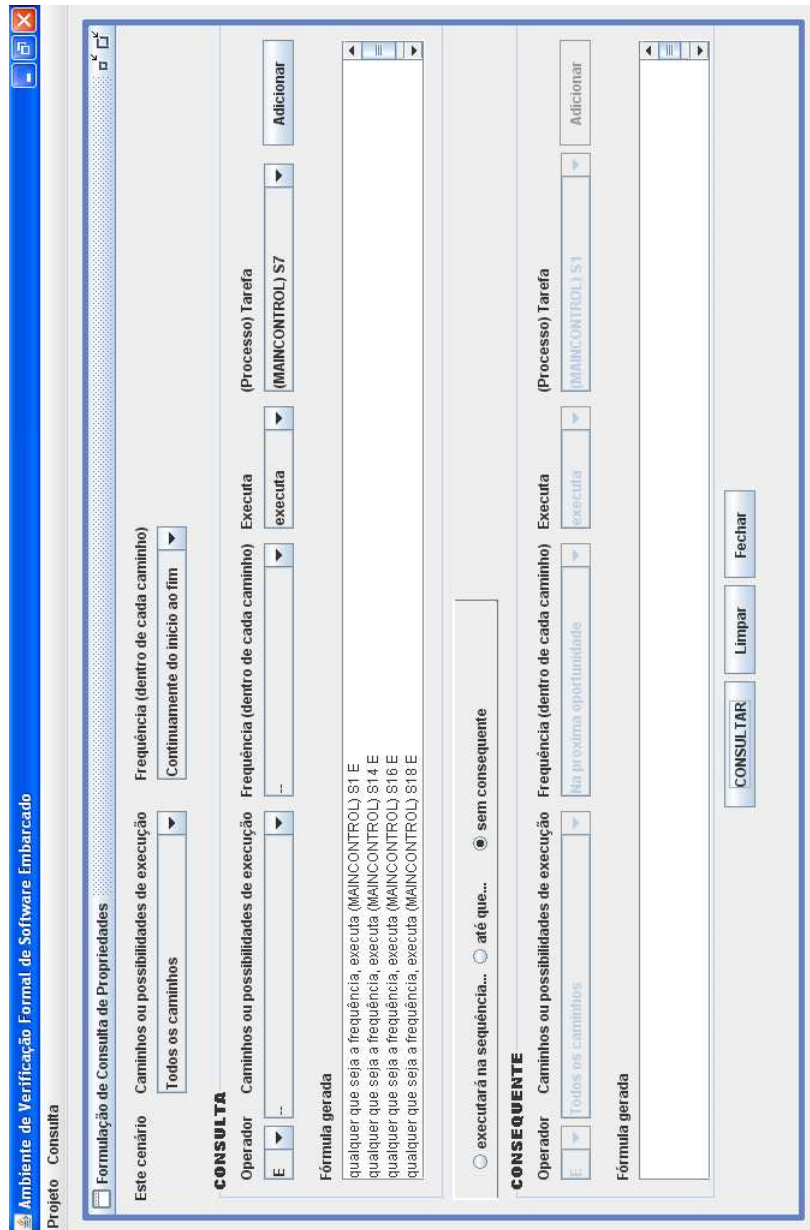 Ambiente de Verificação Formal de Software Embarcado
Projeto Consulta
Formulação de Consulta de Propriedades
Este cenário Caminhos ou possibilidades de execução Frequência (dentro de cada caminho)
Todos os caminhos Continuamente do inicio ao fim
CONSULTA
Operador Caminhos ou possibilidades de execução Frequência (dentro de cada caminho) Executa (Processo) Tarefa
E -- -- executa (MAINCONTROL) S7 Adicionar
Fórmula gerada
qualquer que seja a frequência, executa (MAINCONTROL) S1 E
qualquer que seja a frequência, executa (MAINCONTROL) S14 E
qualquer que seja a frequência, executa (MAINCONTROL) S16 E
qualquer que seja a frequência, executa (MAINCONTROL) S18 E
executará na sequência... até que... sem consequente
CONSEQUENTE
Operador Caminhos ou possibilidades de execução Frequência (dentro de cada caminho) Executa (Processo) Tarefa
E Todos os caminhos Na proxima oportunidade executa (MAINCONTROL) S1 Adicionar
Fórmula gerada
CONSULTAR Limpar Fechar